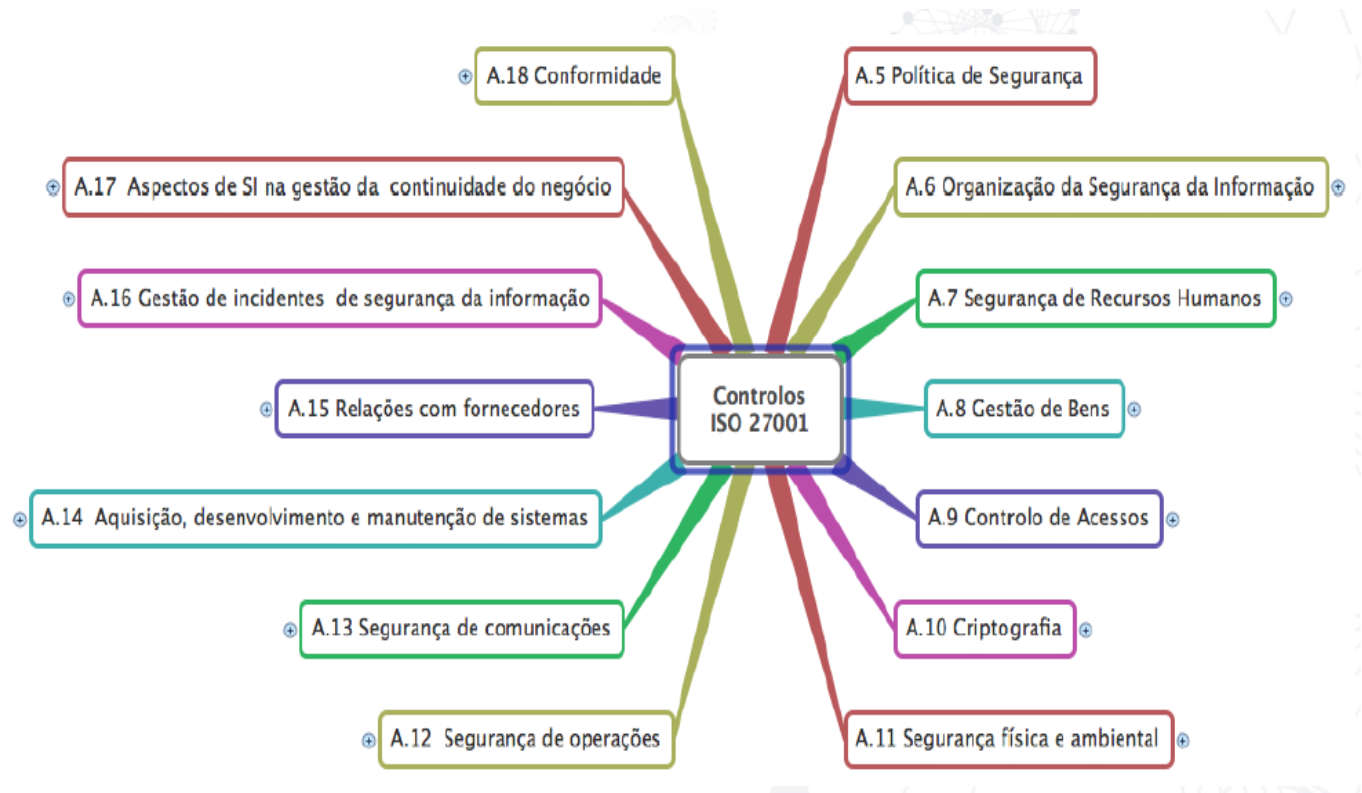 A.18 Conformidade
A.5 Política de Segurança
A.17 Aspectos de SI na gestão da continuidade do negócio
A.6 Organização da Segurança da Informação
A.16 Gestão de incidentes de segurança da informação
A.7 Segurança de Recursos Humanos
Controlos
ISO 27001
A.15 Relações com fornecedores
A.8 Gestão de Bens
A.14 Aquisição, desenvolvimento e manutenção de sistemas
A.9 Controlo de Acessos
A.13 Segurança de comunicações
A.10 Criptografia
A.12 Segurança de operações
A.11 Segurança física e ambiental